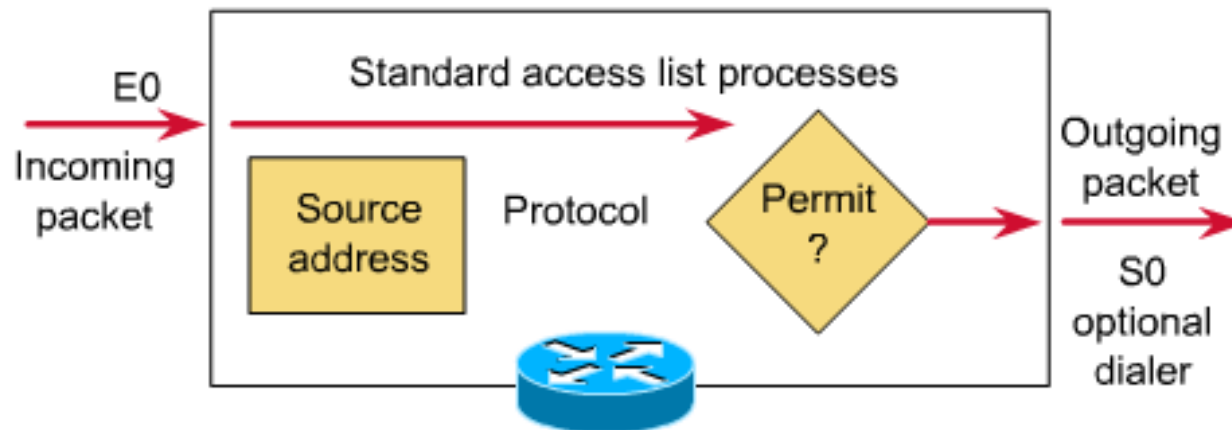 Standard access list processes
E0
Incoming
packet
Source
address
Protocol
Permit
?
Outgoing
packet
S0
optional
dialer